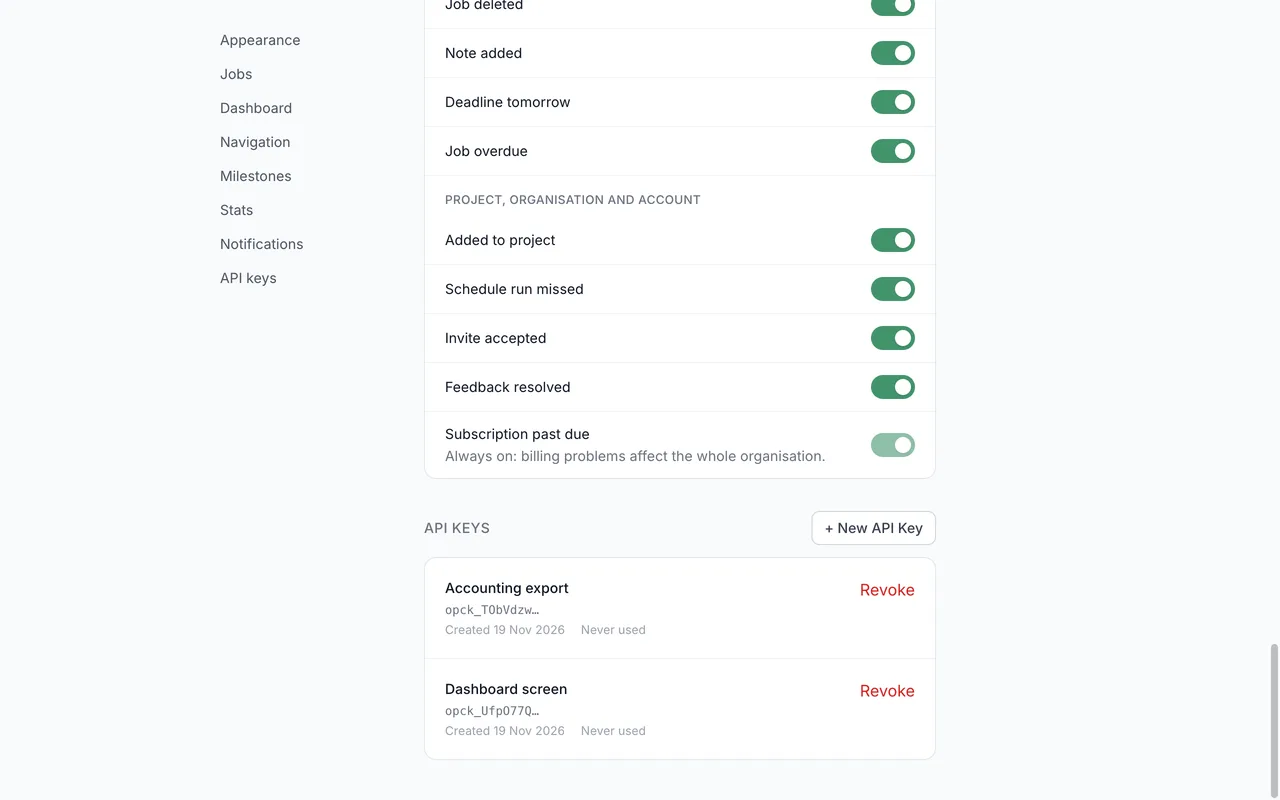 Appearance
Jobs
Dashboard
Navigation
Milestones
Stats
Notifications
API keys
Job deleted
Note added
Deadline tomorrow
Job overdue
PROJECT, ORGANISATION AND ACCOUNT
Added to project
Schedule run missed
Invite accepted
Feedback resolved
Subscription past due
Always on: billing problems affect the whole organisation.
API KEYS
+ New API Key
Accounting export
Revoke
opck_TObVdzw…
Created 19 Nov 2026 Never used
Dashboard screen
Revoke
opck_UfpO77Q…
Created 19 Nov 2026 Never used